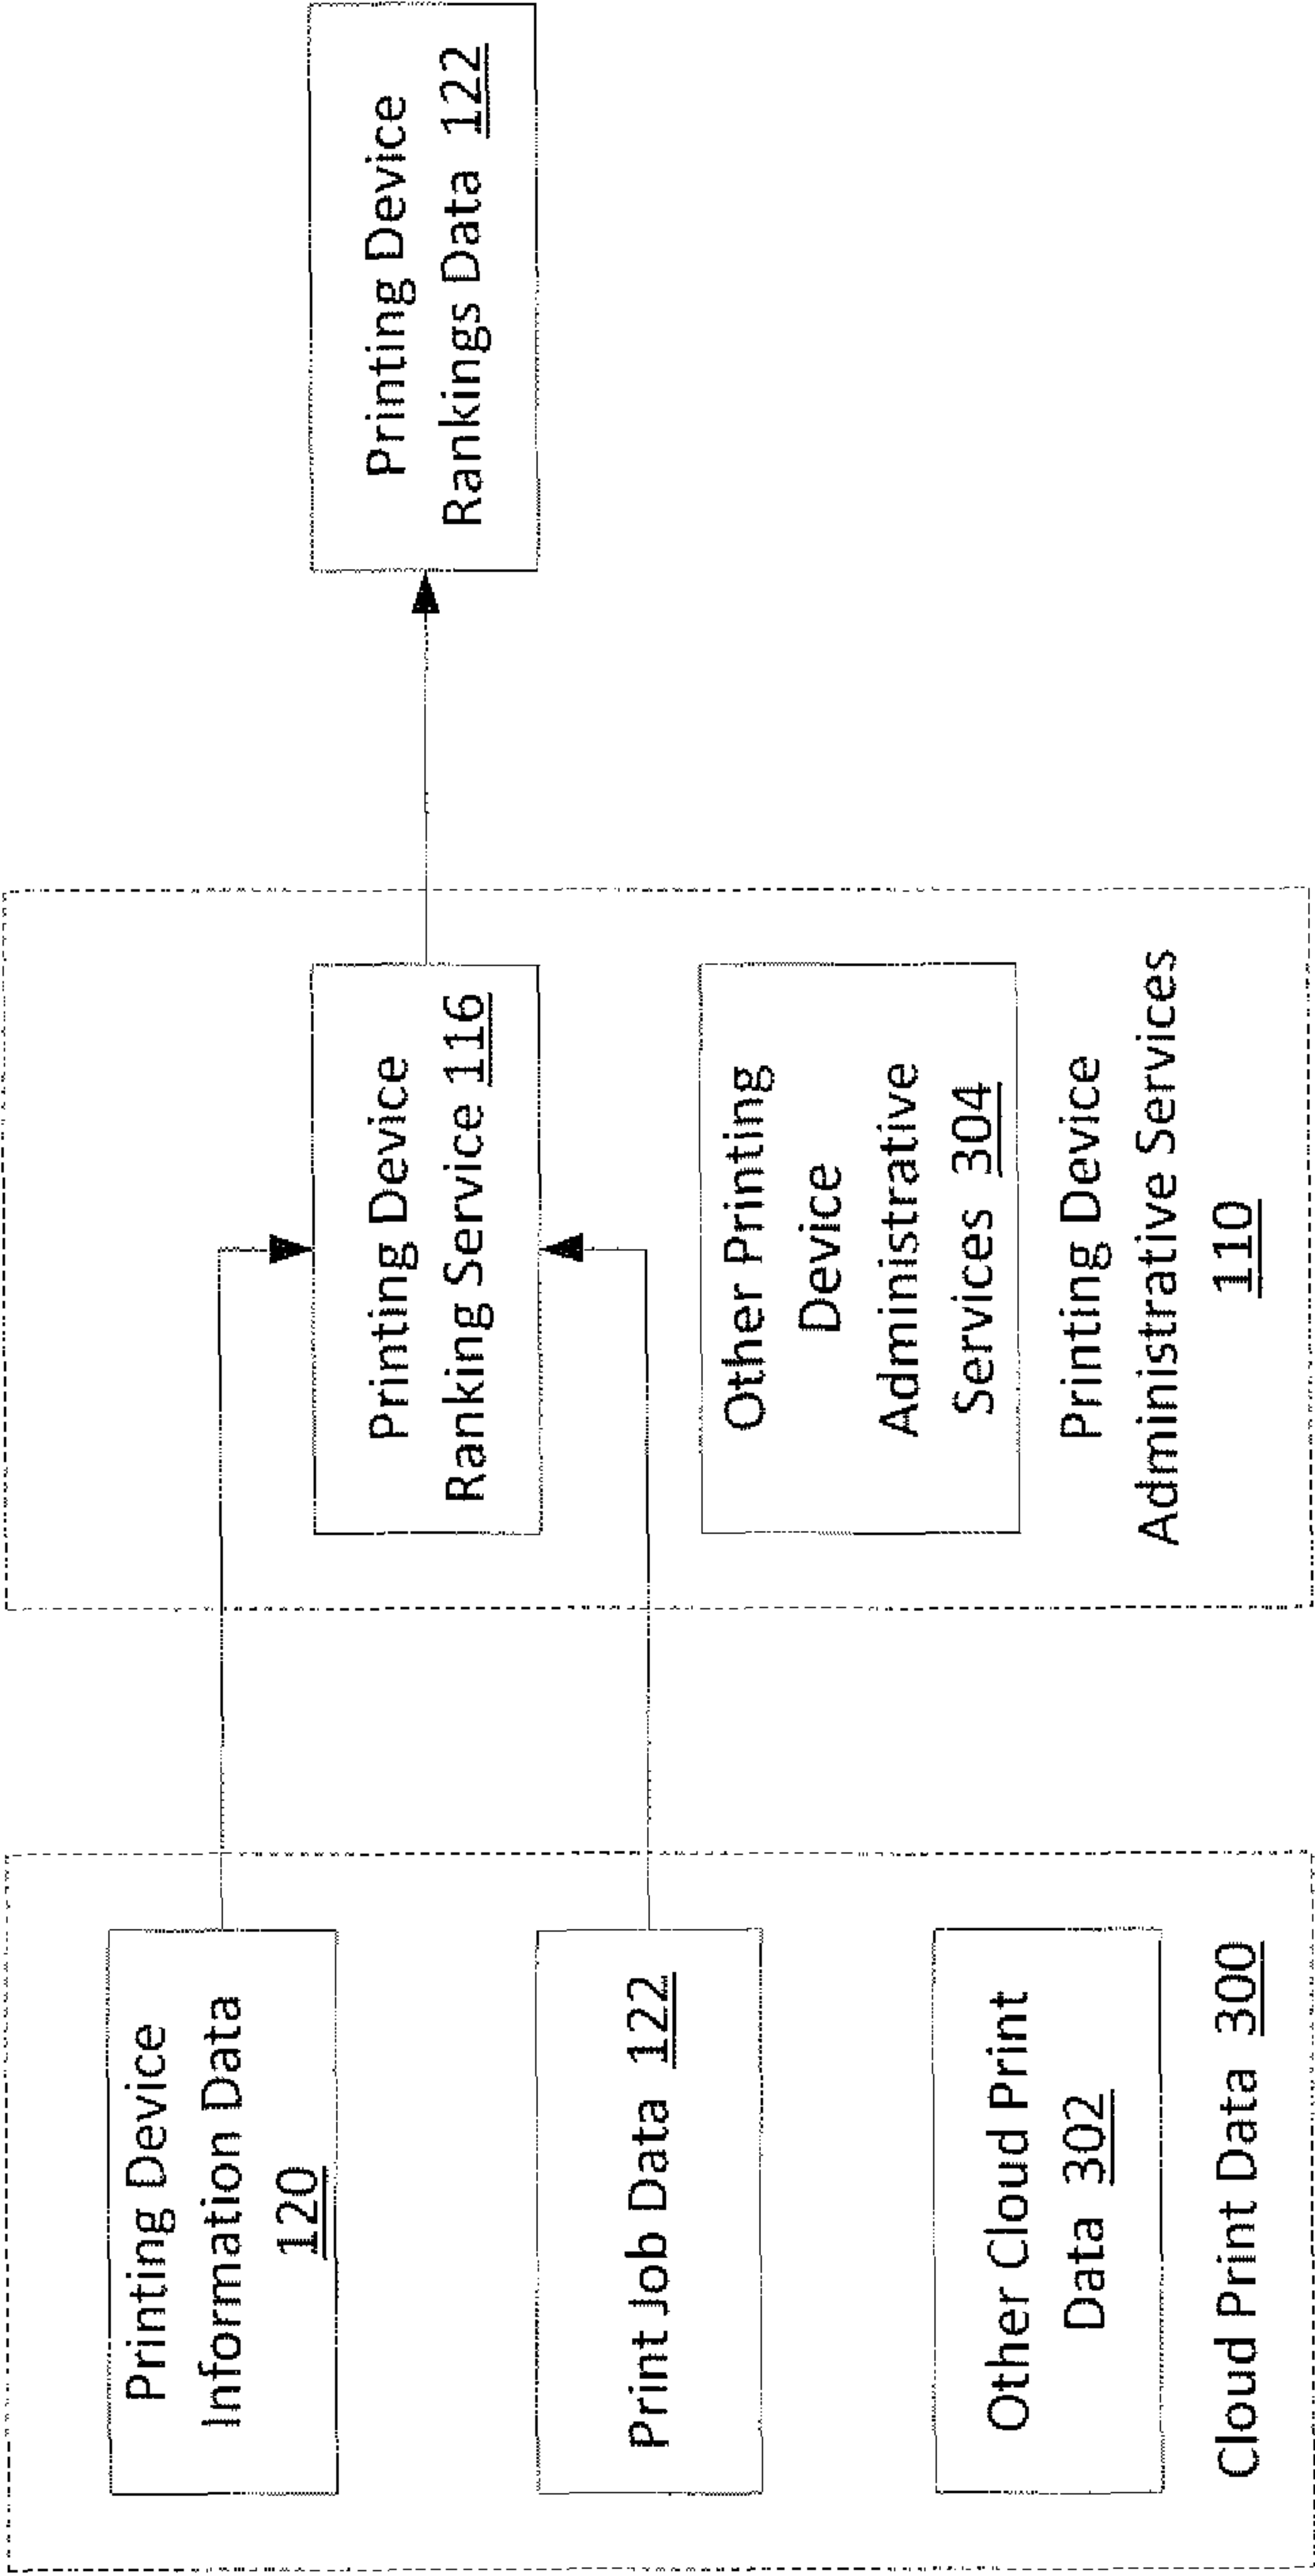 Printing Device
Information Data
120
Print Job Data 122
Other Cloud Print
Data 302
Cloud Print Data 300
Printing Device
Ranking Service 116
Other Printing
Device
Administrative
Services 304
Printing Device
Administrative Services
110
Printing Device
Rankings Data 122